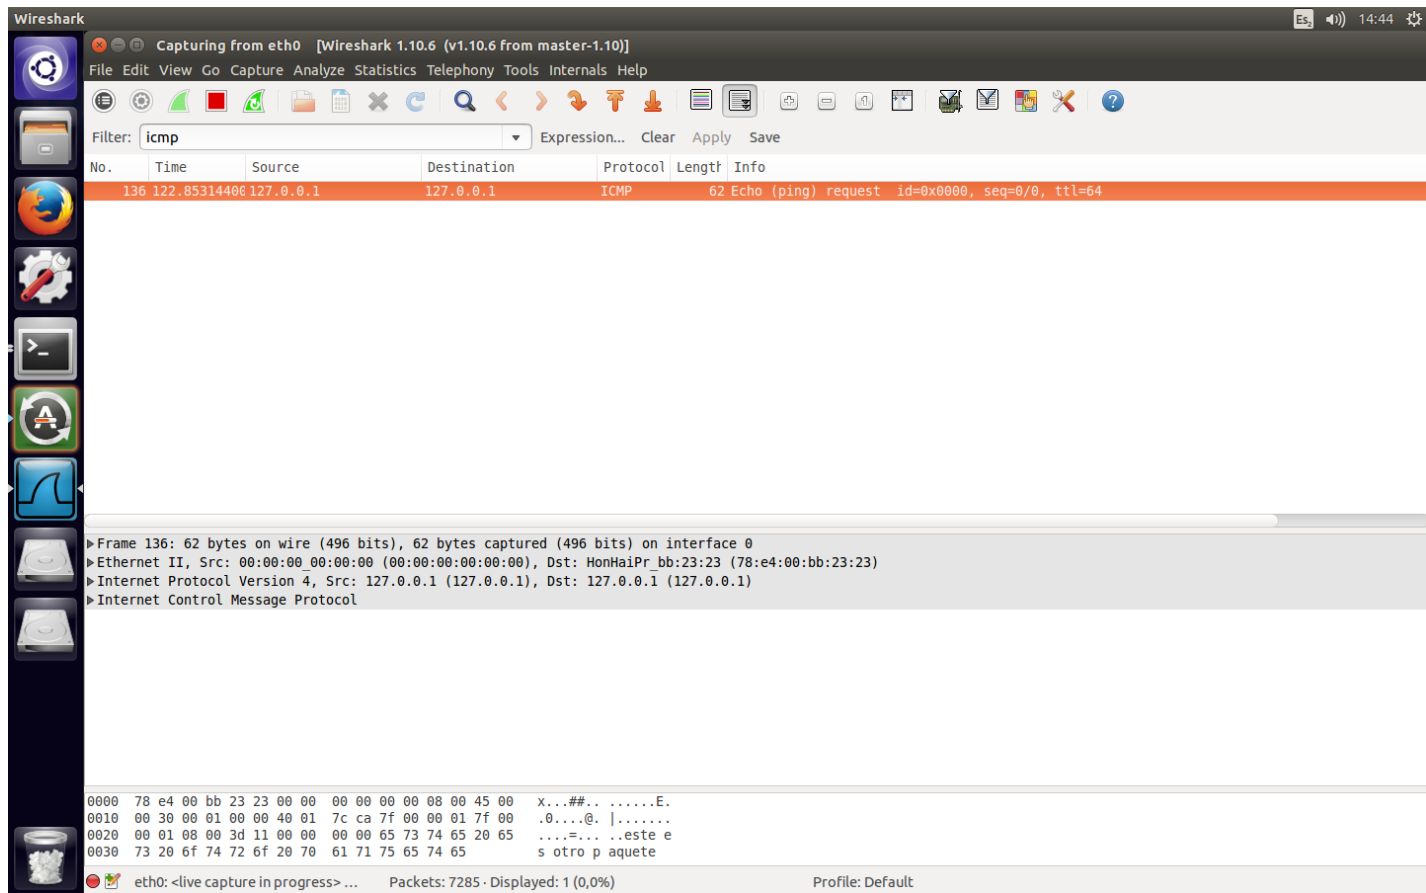 Wireshark Es2 14:44
Capturing from eth0 [Wireshark 1.10.6 (v1.10.6 from master-1.10)]
File Edit View Go Capture Analyze Statistics Telephony Tools Internals Help
Filter: icmp Expression... Clear Apply Save
No. Time Source Destination Protocol Length Info
136 122.85314400 127.0.0.1 127.0.0.1 ICMP 62 Echo (ping) request id=0x0000, seq=0/0, ttl=64
Frame 136: 62 bytes on wire (496 bits), 62 bytes captured (496 bits) on interface 0
Ethernet II, Src: 00:00:00_00:00:00 (00:00:00:00:00:00), Dst: HonHaiPr_bb:23:23 (78:e4:00:bb:23:23)
Internet Protocol Version 4, Src: 127.0.0.1 (127.0.0.1), Dst: 127.0.0.1 (127.0.0.1)
Internet Control Message Protocol
0000 78 e4 00 bb 23 23 00 00 00 00 00 00 08 00 45 00 x...##.. ......E.
0010 00 30 00 01 00 00 40 01 7c ca 7f 00 00 01 7f 00 .0....@. |.......
0020 00 01 08 00 3d 11 00 00 00 00 65 73 74 65 20 65 ....=... ..este e
0030 73 20 6f 74 72 6f 20 70 61 71 75 65 74 65 s otro p aquete
eth0: <live capture in progress> ... Packets: 7285 · Displayed: 1 (0,0%) Profile: Default